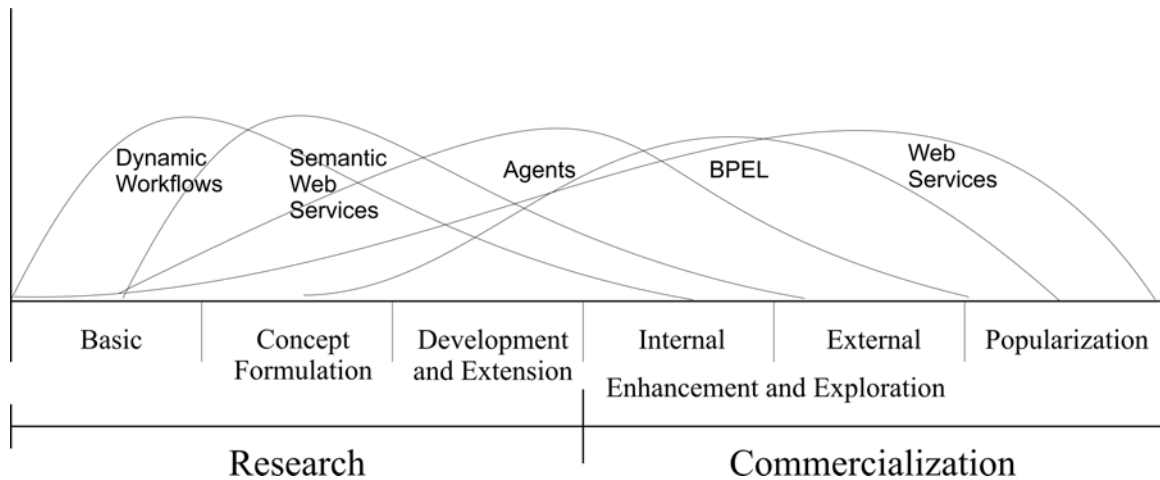 Dynamic
Workflows
Semantic
Web
Services
Agents
BPEL
Web
Services
Basic
Concept
Formulation
Development
and Extension
Internal
External
Popularization
Enhancement and Exploration
Research
Commercialization